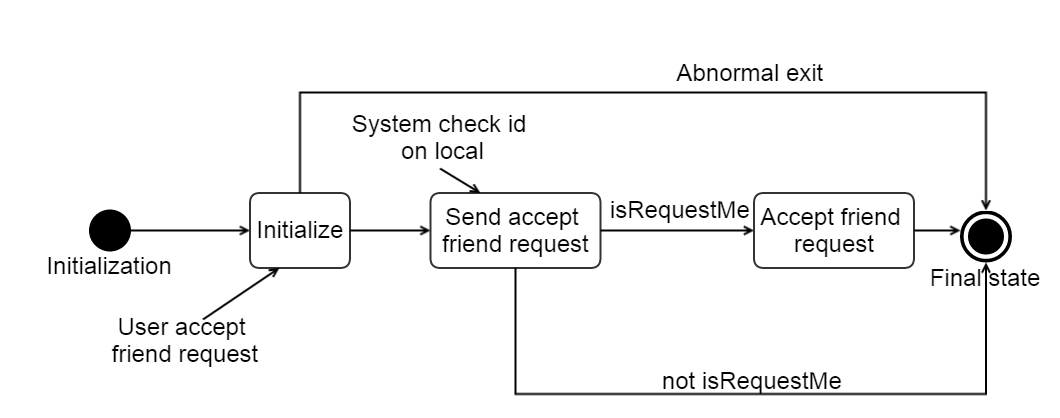 Abnormal exit
System check id
on local
Initialize
Send accept
friend request
isRequestMe
Accept friend
request
Initialization
Final state
User accept
friend request
not isRequestMe